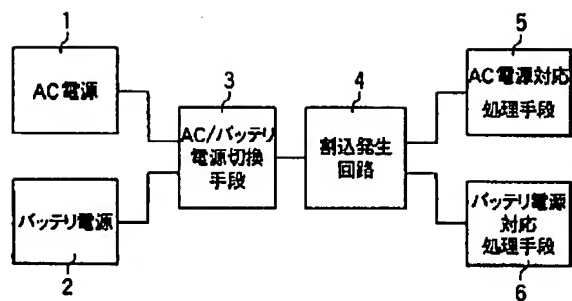 1
AC電源
バッテリ電源
2
3
AC/バッテリ
電源切換
手段
4
割込発生
回路
5
AC電源対応
処理手段
バッテリ電源
対応
処理手段
6